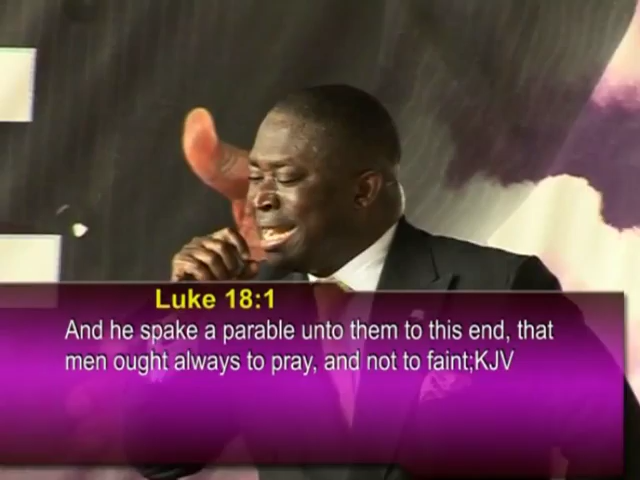 Luke 18:1
And he spake a parable unto them to this end, that
men ought always to pray, and not to faint;KJV